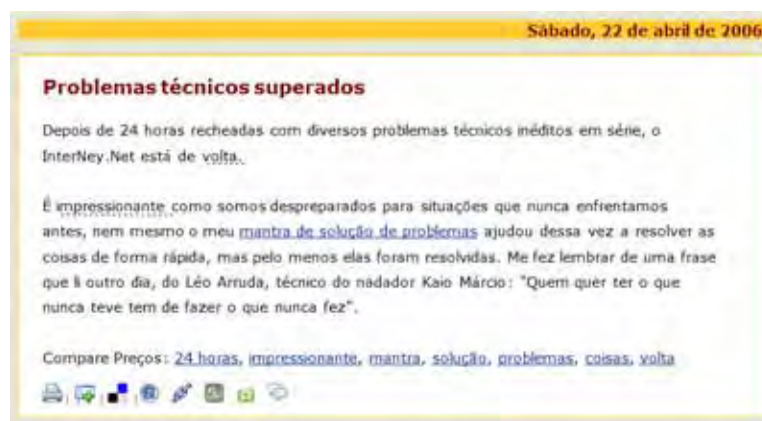 Sábado, 22 de abril de 2006
Problemas técnicos superados
Depois de 24 horas recheadas com diversos problemas técnicos inéditos em série, o
InterNey.Net está de volta.
É impressionante como somos despreparados para situações que nunca enfrentamos
antes, nem mesmo o meu mantra de solução de problemas ajudou dessa vez a resolver as
coisas de forma rápida, mas pelo menos elas foram resolvidas. Me fez lembrar de uma frase
que li outro dia, do Léo Arruda, técnico do nadador Kaio Márcio: "Quem quer ter o que
nunca teve tem de fazer o que nunca fez".
Compare Preços: 24 horas, impressionante, mantra, solução, problemas, coisas, volta